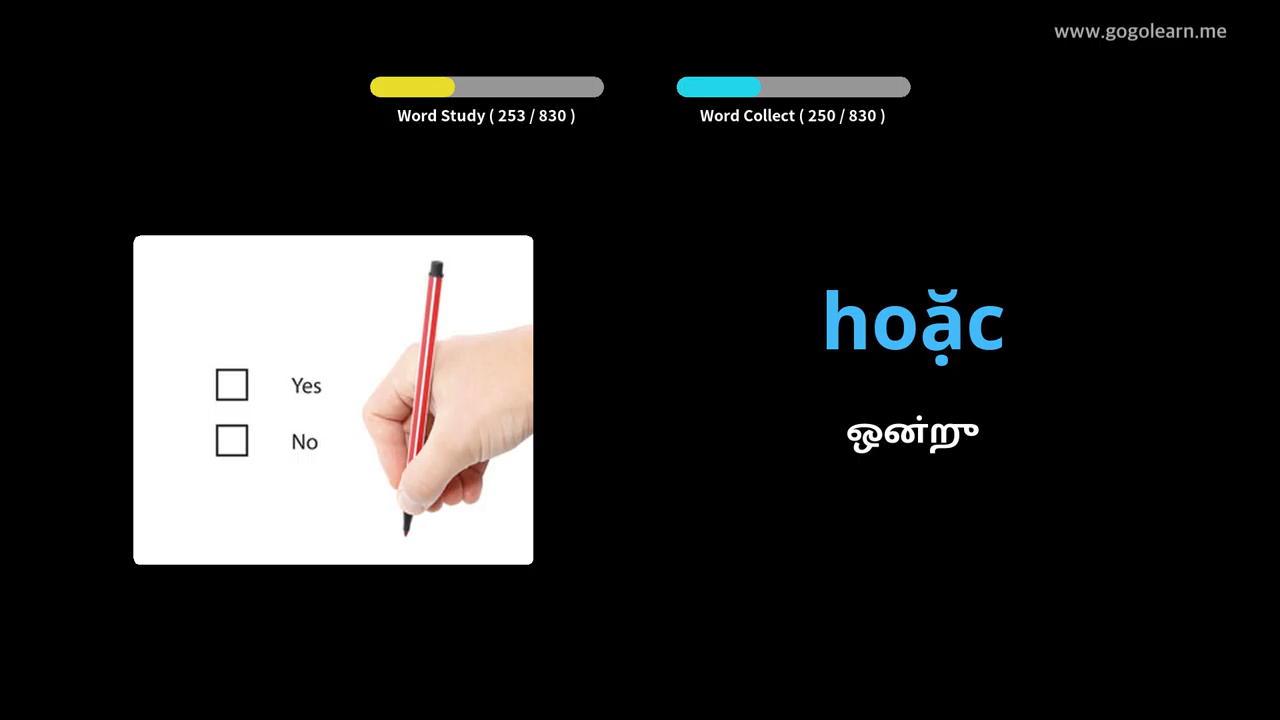 www.gogolearn.me
Word Study ( 253 / 830 )
Word Collect ( 250 / 830 )
Yes
No
hoặc
ஒன்று